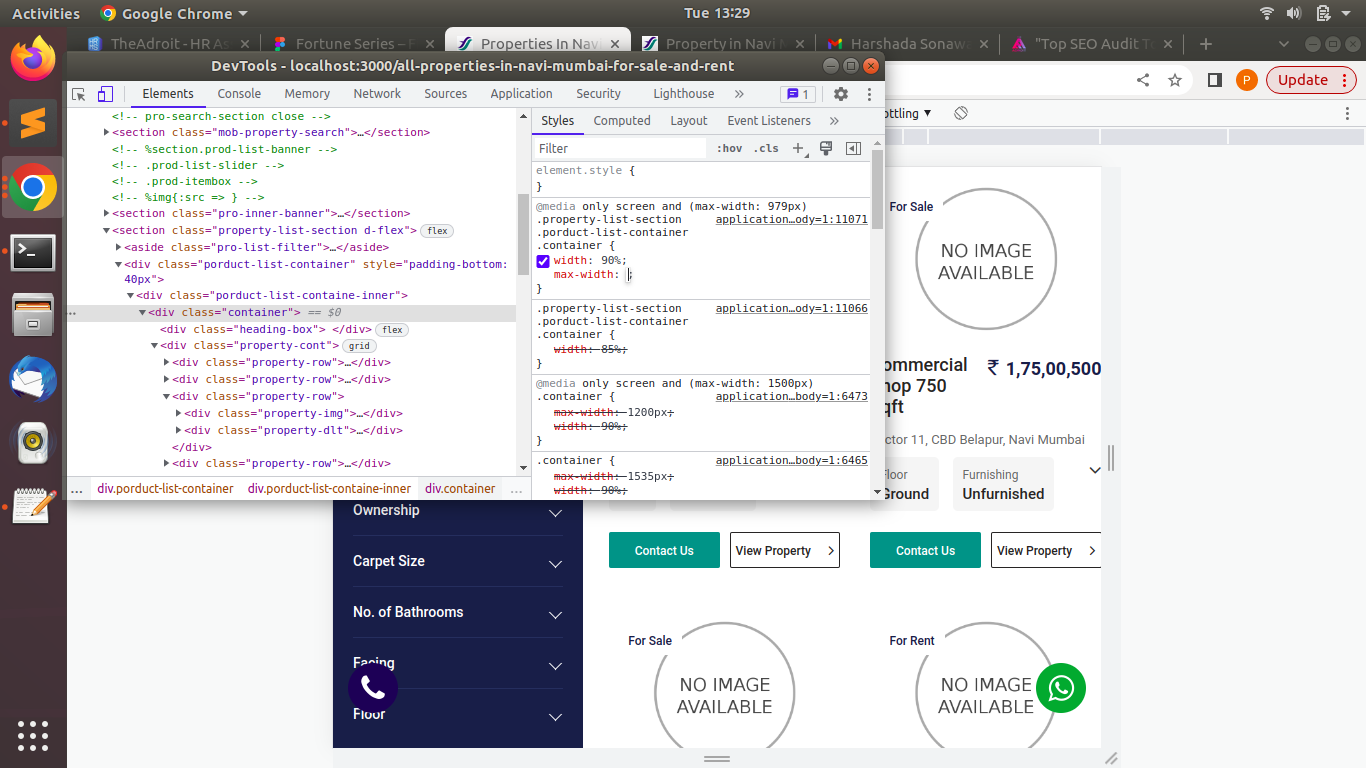 Activities
Google Chrome
Tue 13:29
TheAdroit - HR As
Fortune Series – F
Properties In Navi
Property in Navi M
Harshada Sonawa
"Top SEO Audit To
DevTools - localhost:3000/all-properties-in-navi-mumbai-for-sale-and-rent
P
Update
Elements
Console
Memory
Network
Sources
Application
Security
Lighthouse
»
1
ottling ▼
<!-- pro-search-section close -->
<section class="mob-property-search">…</section>
<!-- %section.prod-list-banner -->
<!-- .prod-list-slider -->
<!-- .prod-itembox -->
<!-- %img{:src => } -->
<section class="pro-inner-banner">…</section>
<section class="property-list-section d-flex"> flex
<aside class="pro-list-filter">…</aside>
<div class="porduct-list-container" style="padding-bottom:
40px">
<div class="porduct-list-containe-inner">
… <div class="container"> == $0
<div class="heading-box"> </div> flex
<div class="property-cont"> grid
<div class="property-row">…</div>
<div class="property-row">…</div>
<div class="property-row">
<div class="property-img">…</div>
<div class="property-dlt">…</div>
</div>
<div class="property-row">…</div>
… div.porduct-list-container div.porduct-list-containe-inner div.container …
Styles
Computed
Layout
Event Listeners
»
Filter
:hov
.cls
+
element.style {
}
@media only screen and (max-width: 979px)
.property-list-section application…ody=1:11071
.porduct-list-container
.container {
width: 90%;
max-width: ;
}
.property-list-section application…ody=1:11066
.porduct-list-container
.container {
width: 85%;
}
@media only screen and (max-width: 1500px)
.container { application…body=1:6473
max-width: 1200px;
width: 90%;
}
.container { application…body=1:6465
max-width: 1535px;
width: 90%;
For Sale
NO IMAGE
AVAILABLE
ommercial
hop 750
qft
₹ 1,75,00,500
ctor 11, CBD Belapur, Navi Mumbai
Floor
Ground
Furnishing
Unfurnished
Contact Us
View Property
Contact Us
View Property
Ownership
Carpet Size
No. of Bathrooms
Facing
Floor
For Sale
NO IMAGE
AVAILABLE
For Rent
NO IMAGE
AVAILABLE